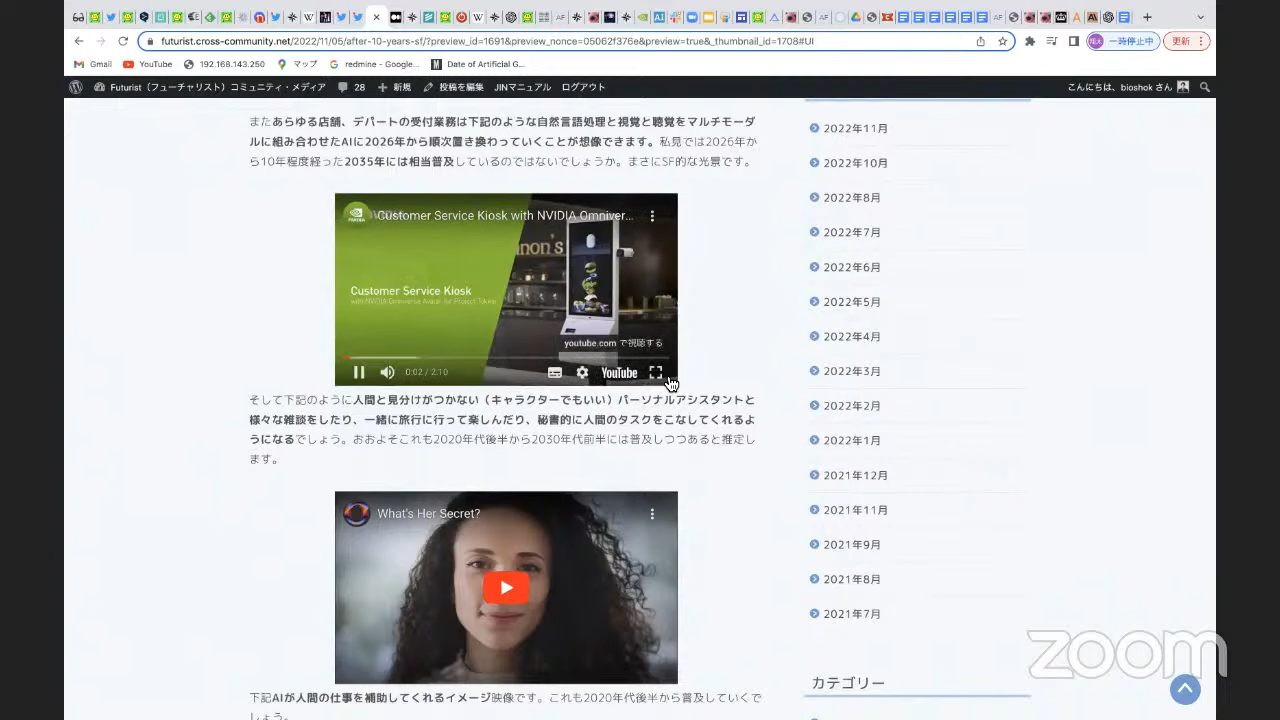 futurist.cross-community.net/2022/11/05/after-10-years-sf/?preview_id=1691&preview_nonce=05062f376e&preview=true&_thumbnail_id=1708#UI
一時停止中
更新
Gmail
YouTube
192.168.143.250
マップ
redmine - Google...
Date of Artificial G...
Futurist（フューチャリスト）コミュニティ・メディア
28
新規
投稿を編集
JINマニュアル
ログアウト
こんにちは、bioshok さん
またあらゆる店舗、デパートの受付業務は下記のような自然言語処理と視覚と聴覚をマルチモーダ
ルに組み合わせたAIに2026年から順次置き換わっていくことが想像できます。私見では2026年か
ら10年程度経った2035年には相当普及しているのではないでしょうか。まさにSF的な光景です。
Customer Service Kiosk with NVIDIA Omniver...
Customer Service Kiosk
with NVIDIA Omniverse Avatar for Project Tokkio
non's
youtube.com で視聴する
0:02 / 2:10
YouTube
そして下記のように人間と見分けがつかない（キャラクターでもいい）パーソナルアシスタントと
様々な雑談をしたり、一緒に旅行に行って楽しんだり、秘書的に人間のタスクをこなしてくれるよ
うになるでしょう。おおよそこれも2020年代後半から2030年代前半には普及しつつあると推定し
ます。
What's Her Secret?
下記AIが人間の仕事を補助してくれるイメージ映像です。これも2020年代後半から普及していくで
しょう。
2022年11月
2022年10月
2022年8月
2022年7月
2022年6月
2022年5月
2022年4月
2022年3月
2022年2月
2022年1月
2021年12月
2021年11月
2021年9月
2021年8月
2021年7月
カテゴリー
zoom